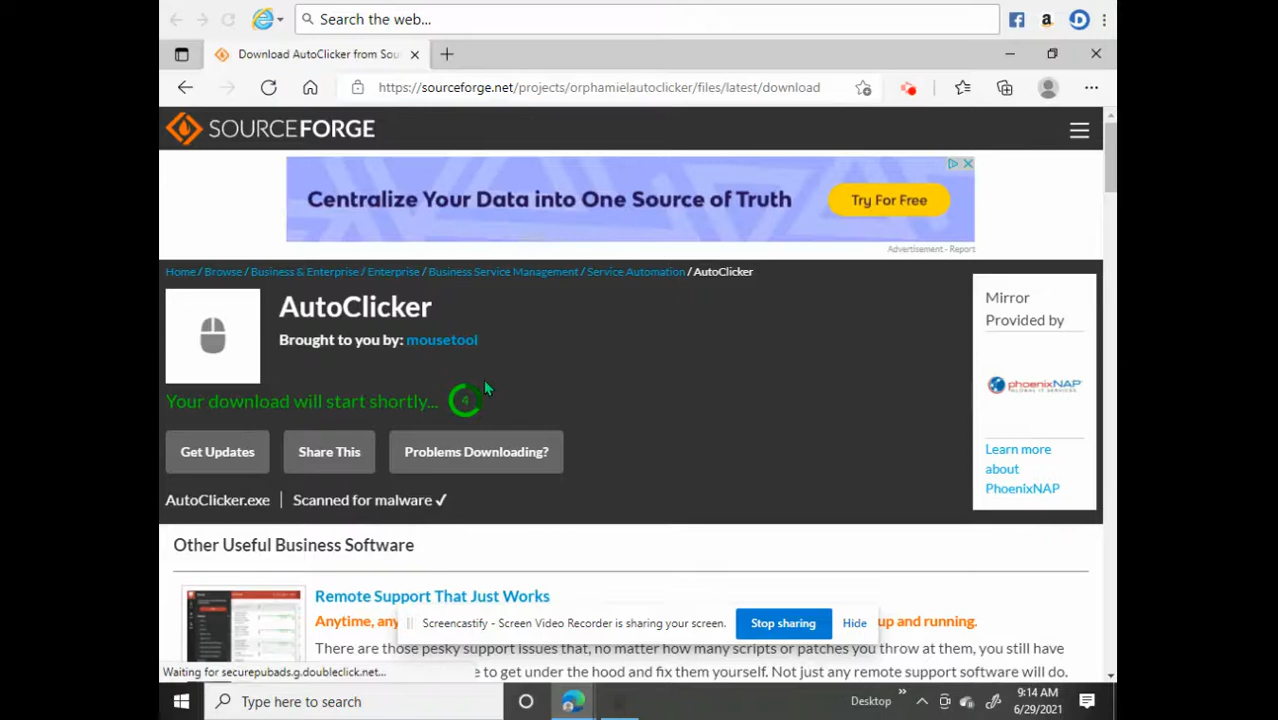 Search the web...
Download AutoClicker from Sou
https://sourceforge.net/projects/orphamielautoclicker/files/latest/download
SOURCEFORGE
Centralize Your Data into One Source of Truth
Try For Free
Advertisement - Report
Home / Browse / Business & Enterprise / Enterprise / Business Service Management / Service Automation / AutoClicker
AutoClicker
Brought to you by: mousetool
Mirror
Provided by
phoenixNAP
GLOBAL IT SERVICES
Learn more
about
PhoenixNAP
Your download will start shortly... 4
Get Updates
Share This
Problems Downloading?
AutoClicker.exe | Scanned for malware ✓
Other Useful Business Software
Remote Support That Just Works
Anytime, any up and running.
Screencastify - Screen Video Recorder is sharing your screen.
Stop sharing
Hide
There are those pesky support issues that, no matter how many scripts or patches you throw at them, you still have
e to get under the hood and fix them yourself. Not just any remote support software will do.
Waiting for securepubads.g.doubleclick.net...
Type here to search
Desktop
9:14 AM
6/29/2021